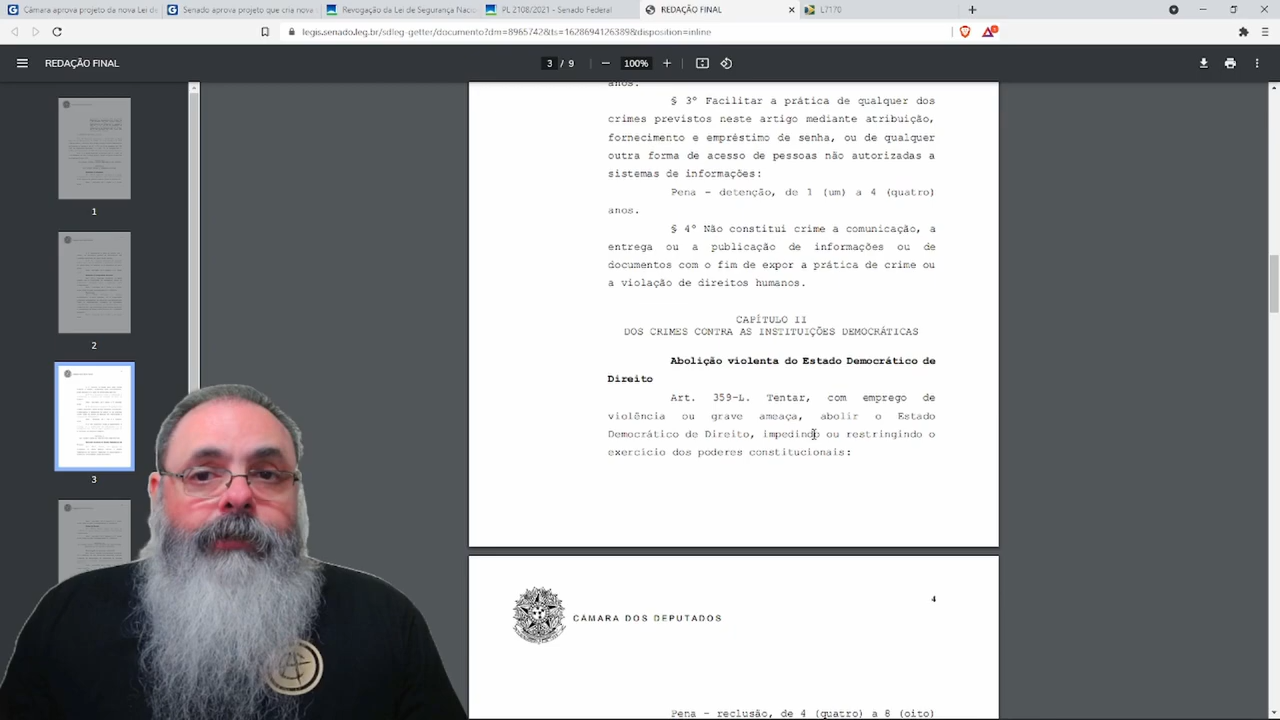 Câmara aprova projeto da nova Lei de
Senado aprova projeto que cria nova
Revogação da Lei de Segurança Naci
PL 2108/2021 - Senado Federal
REDAÇÃO FINAL
L7170
legis.senado.leg.br/sdleg-getter/documento?dm=8965742&ts=1628694126389&disposition=inline
REDAÇÃO FINAL
3 / 9
100%
1
2
3
anos.
§ 3º Facilitar a prática de qualquer dos
crimes previstos neste artigo mediante atribuição,
fornecimento e empréstimo de senha, ou de qualquer
outra forma de acesso de pessoas não autorizadas a
sistemas de informações:
Pena – detenção, de 1 (um) a 4 (quatro)
anos.
§ 4º Não constitui crime a comunicação, a
entrega ou a publicação de informações ou de
documentos com o fim de expor a prática de crime ou
a violação de direitos humanos.
CAPÍTULO II
DOS CRIMES CONTRA AS INSTITUIÇÕES DEMOCRÁTICAS
Abolição violenta do Estado Democrático de
Direito
Art. 359-L. Tentar, com emprego de
violência ou grave ameaça, abolir o Estado
Democrático de Direito, impedindo ou restringindo o
exercício dos poderes constitucionais:
4
CÂMARA DOS DEPUTADOS
Pena – reclusão, de 4 (quatro) a 8 (oito)